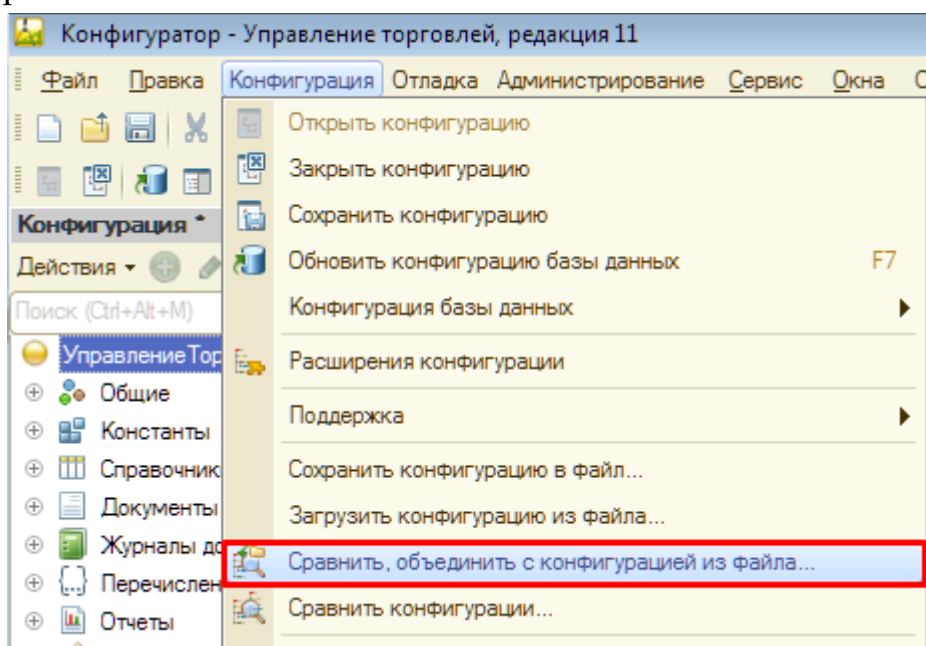 Конфигуратор - Управление торговлей, редакция 11
Файл Правка Конфигурация Отладка Администрирование Сервис Окна С
Открыть конфигурацию
Закрыть конфигурацию
Сохранить конфигурацию
Обновить конфигурацию базы данных F7
Конфигурация базы данных
Расширения конфигурации
Поддержка
Сохранить конфигурацию в файл...
Загрузить конфигурацию из файла...
Сравнить, объединить с конфигурацией из файла...
Сравнить конфигурации...
Конфигурация *
Действия
Поиск (Ctrl+Alt+M)
УправлениеТор
Общие
Константы
Справочник
Документы
Журналы до
Перечислен
Отчеты